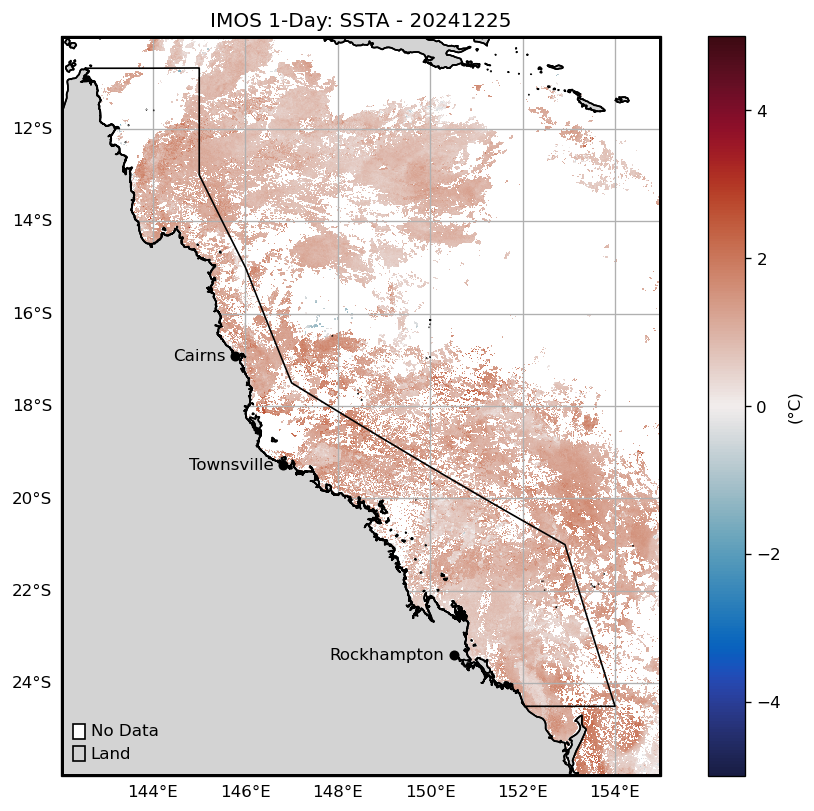 IMOS 1-Day: SSTA - 20241225
12°S
14°S
16°S
18°S
20°S
22°S
24°S
Cairns
Townsville
Rockhampton
No Data
Land
144°E 146°E 148°E 150°E 152°E 154°E
4
2
0
−2
−4
(°C)